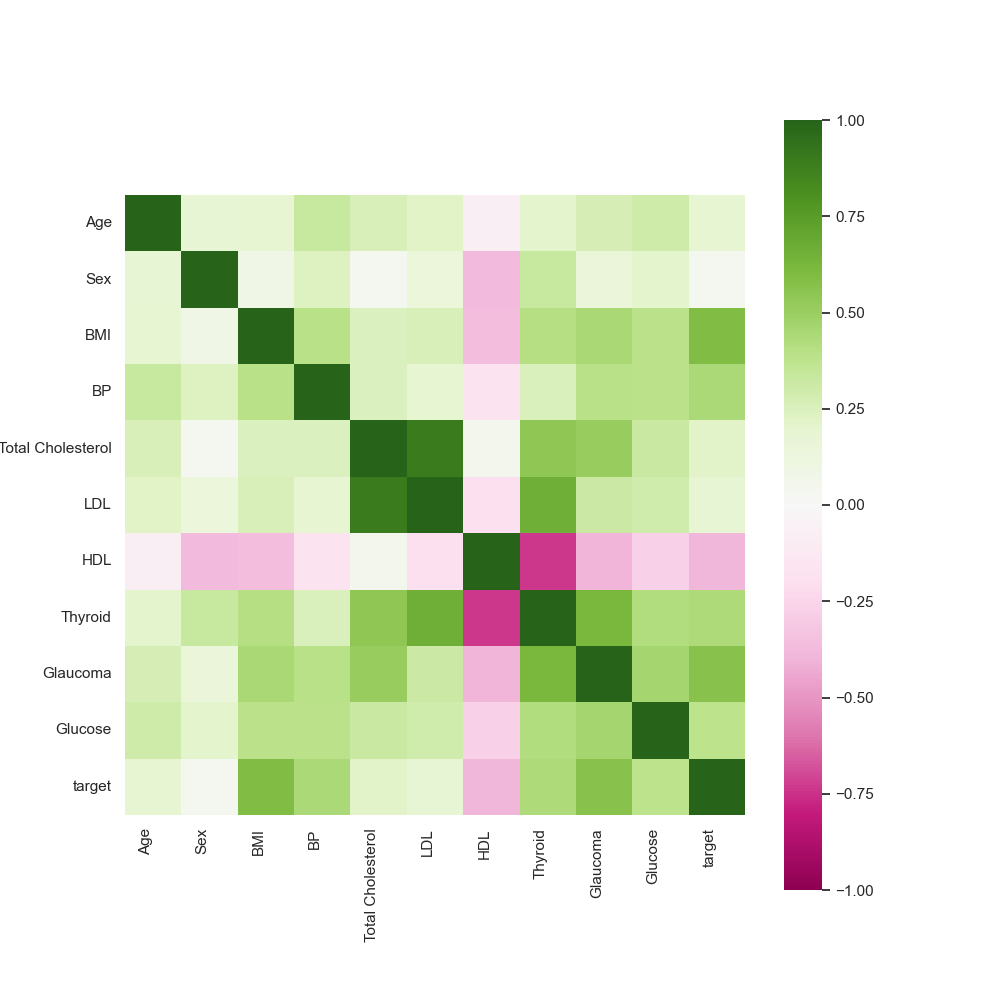 Age
Sex
BMI
BP
Total Cholesterol
LDL
HDL
Thyroid
Glaucoma
Glucose
target
Age
Sex
BMI
BP
Total Cholesterol
LDL
HDL
Thyroid
Glaucoma
Glucose
target
1.00
0.75
0.50
0.25
0.00
−0.25
−0.50
−0.75
−1.00